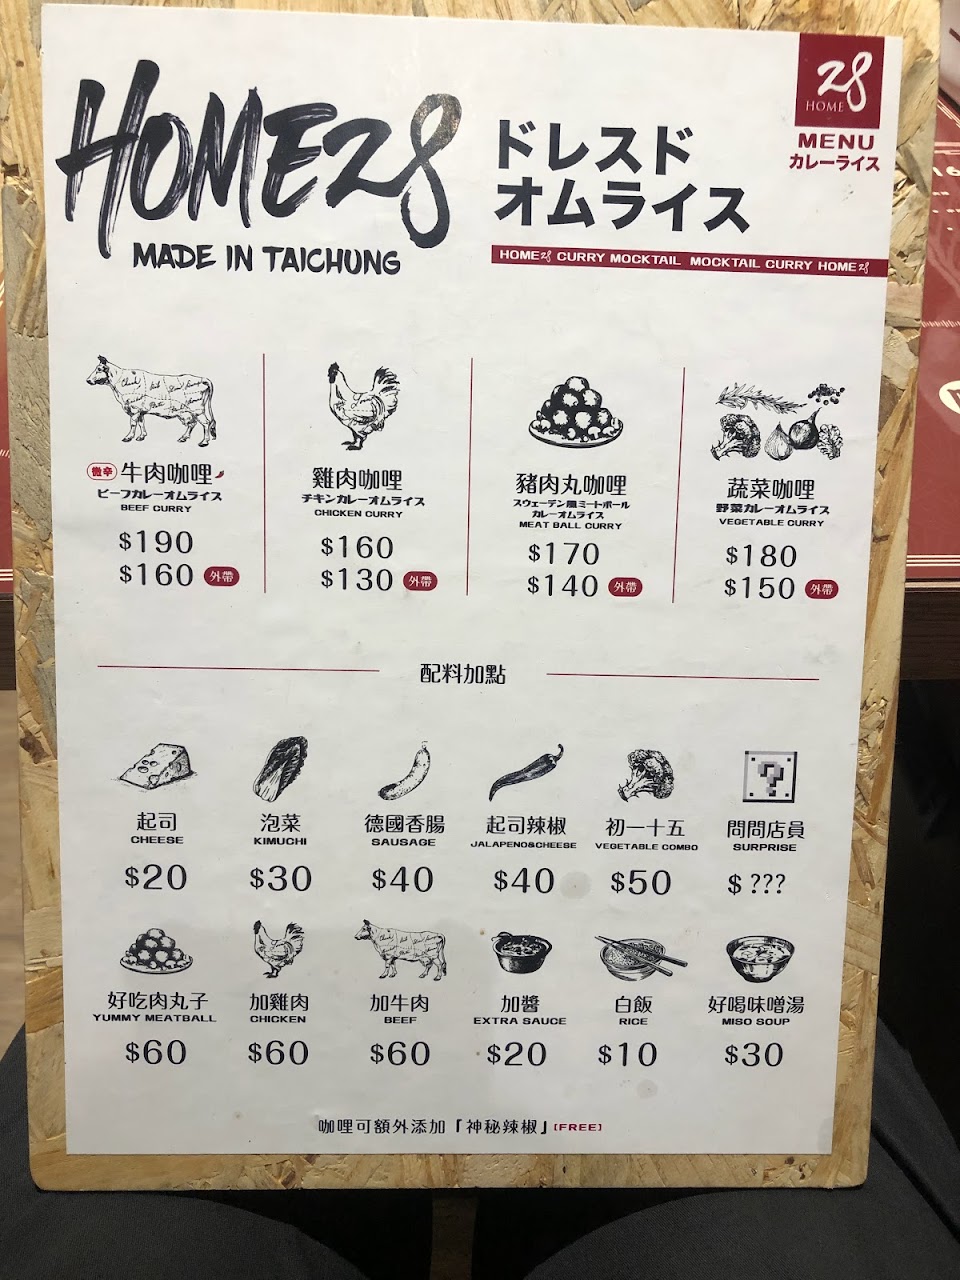 HOME28
MADE IN TAICHUNG
ドレスド
オムライス
28
HOME
MENU
カレーライス
HOME28 CURRY MOCKTAIL MOCKTAIL CURRY HOME28
微辛 牛肉咖哩
ビーフカレーオムライス
BEEF CURRY
$190
$160 外帶
雞肉咖哩
チキンカレーオムライス
CHICKEN CURRY
$160
$130 外帶
豬肉丸咖哩
スウェーデン風ミートボール
カレーオムライス
MEAT BALL CURRY
$170
$140 外帶
蔬菜咖哩
野菜カレーオムライス
VEGETABLE CURRY
$180
$150 外帶
配料加點
起司
CHEESE
$20
泡菜
KIMUCHI
$30
德國香腸
SAUSAGE
$40
起司辣椒
JALAPENO&CHEESE
$40
初一十五
VEGETABLE COMBO
$50
?
問問店員
SURPRISE
$ ???
好吃肉丸子
YUMMY MEATBALL
$60
加雞肉
CHICKEN
$60
加牛肉
BEEF
$60
加醬
EXTRA SAUCE
$20
白飯
RICE
$10
好喝味噌湯
MISO SOUP
$30
咖哩可額外添加「神秘辣椒」[FREE]